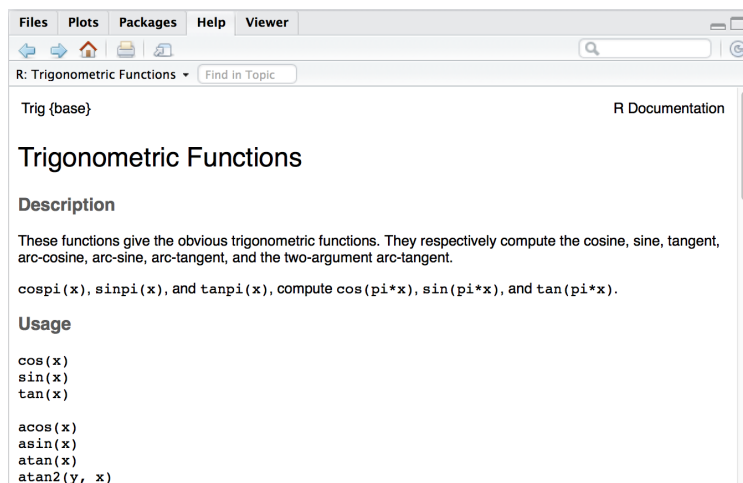 Files Plots Packages Help Viewer
R: Trigonometric Functions Find in Topic
Trig {base} R Documentation
Trigonometric Functions
Description
These functions give the obvious trigonometric functions. They respectively compute the cosine, sine, tangent,
arc-cosine, arc-sine, arc-tangent, and the two-argument arc-tangent.
cospi(x), sinpi(x), and tanpi(x), compute cos(pi*x), sin(pi*x), and tan(pi*x).
Usage
cos(x)
sin(x)
tan(x)
acos(x)
asin(x)
atan(x)
atan2(y, x)